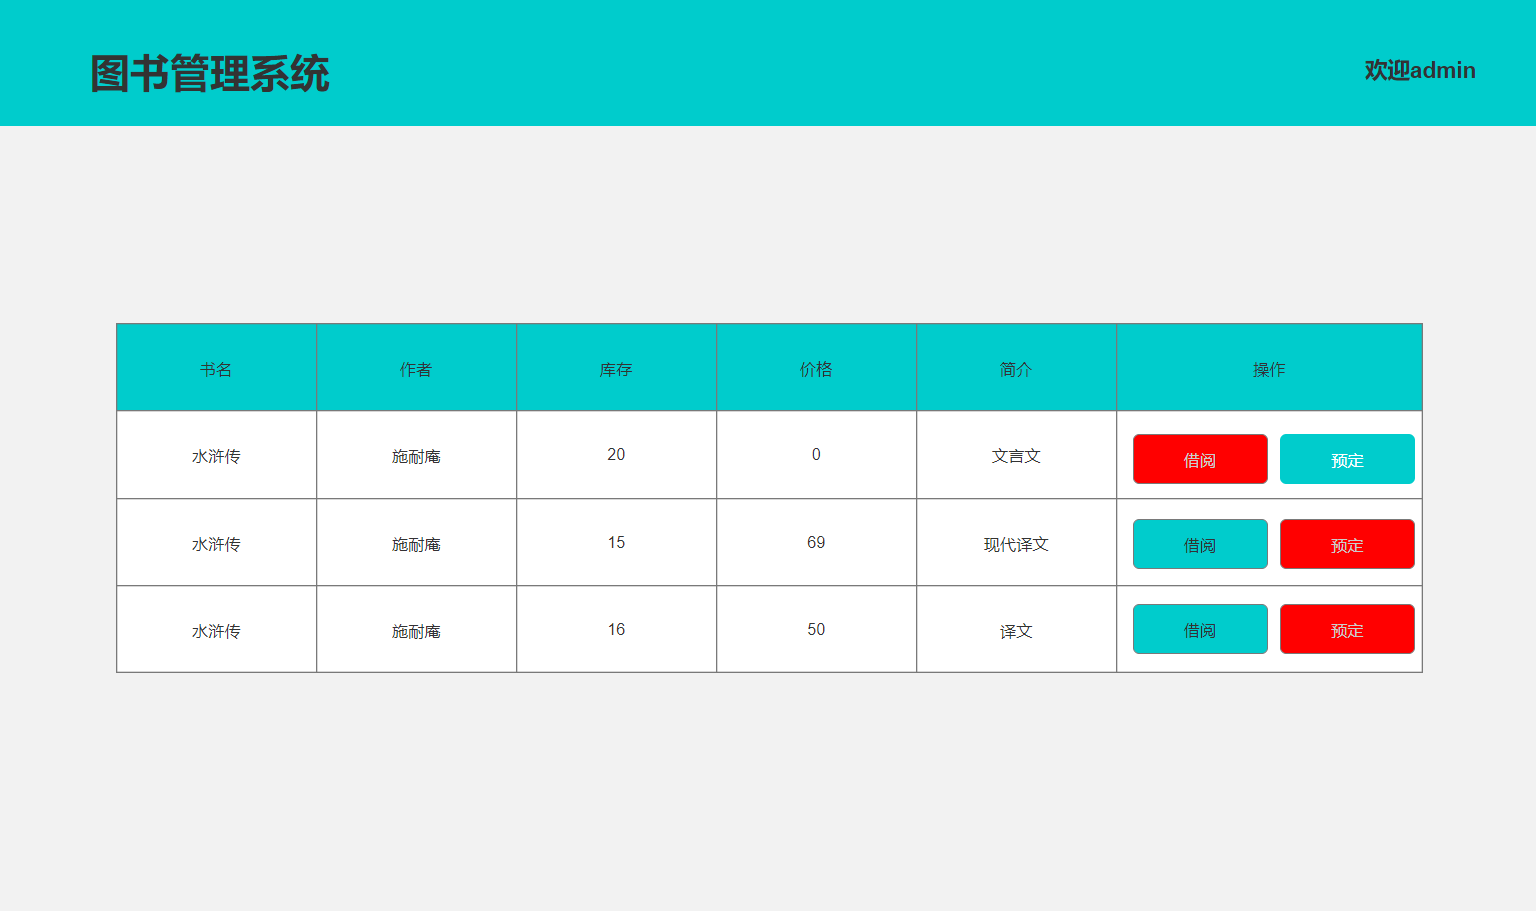 图书管理系统
欢迎admin
书名 作者 库存 价格 简介 操作
水浒传 施耐庵 20 0 文言文 借阅 预定
水浒传 施耐庵 15 69 现代译文 借阅 预定
水浒传 施耐庵 16 50 译文 借阅 预定